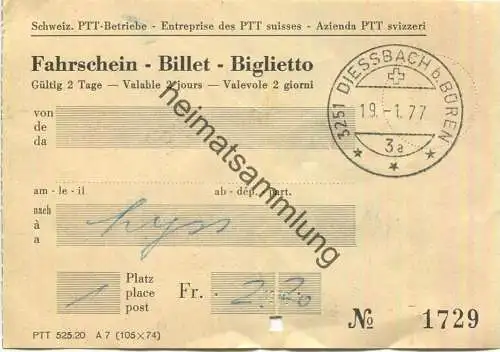 Schweiz. PTT-Betriebe - Entreprise des PTT suisses - Azienda PTT svizzeri
Fahrschein - Billet - Biglietto
Gültig 2 Tage — Valable 2 jours — Valevole 2 giorni
von
de
da
3251 DIESSBACH b. BÜREN
19.-1.77
3a
am - le - il ab - dép. - part.
nach
à
a
Lyss
1
Platz
place
post
Fr. 2.20
№ 1729
PTT 525.20 A 7 (105×74)
heimatsammlung